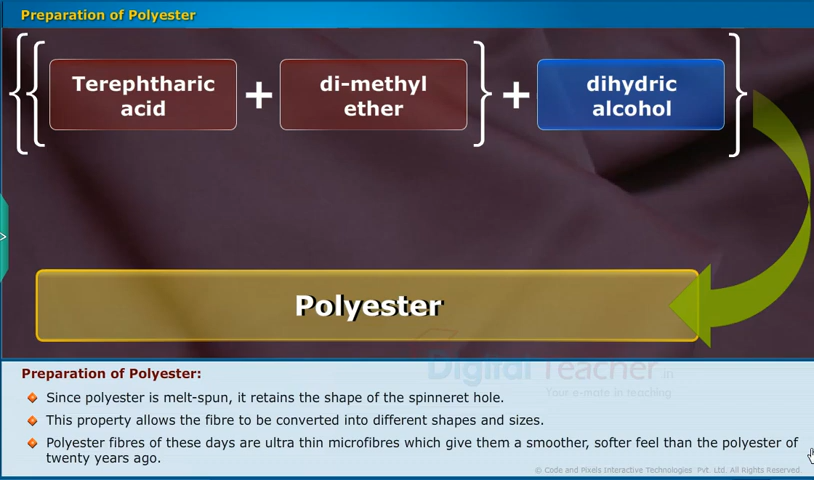 Preparation of Polyester
Terephtharic
acid
+
di-methyl
ether
+
dihydric
alcohol
Polyester
Preparation of Polyester:
Since polyester is melt-spun, it retains the shape of the spinneret hole.
This property allows the fibre to be converted into different shapes and sizes.
Polyester fibres of these days are ultra thin microfibres which give them a smoother, softer feel than the polyester of
twenty years ago.
Digital Teacher.in
Your e-mate in teaching
© Code and Pixels Interactive Technologies Pvt. Ltd. All Rights Reserved.